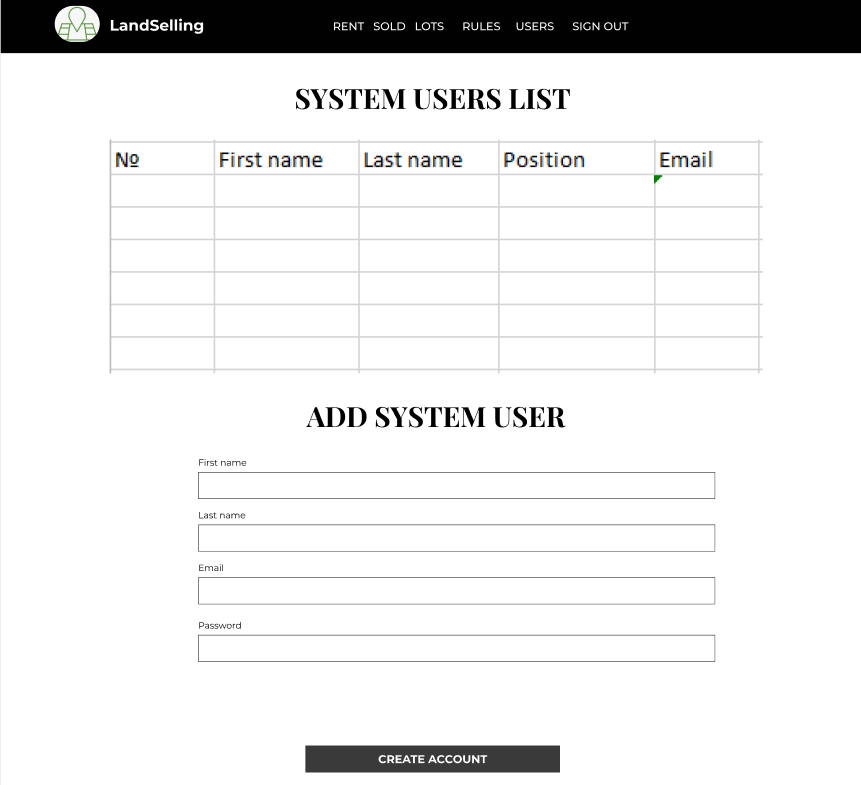 LandSelling RENT SOLD LOTS RULES USERS SIGN OUT
SYSTEM USERS LIST
№ First name Last name Position Email
ADD SYSTEM USER
First name
Last name
Email
Password
CREATE ACCOUNT